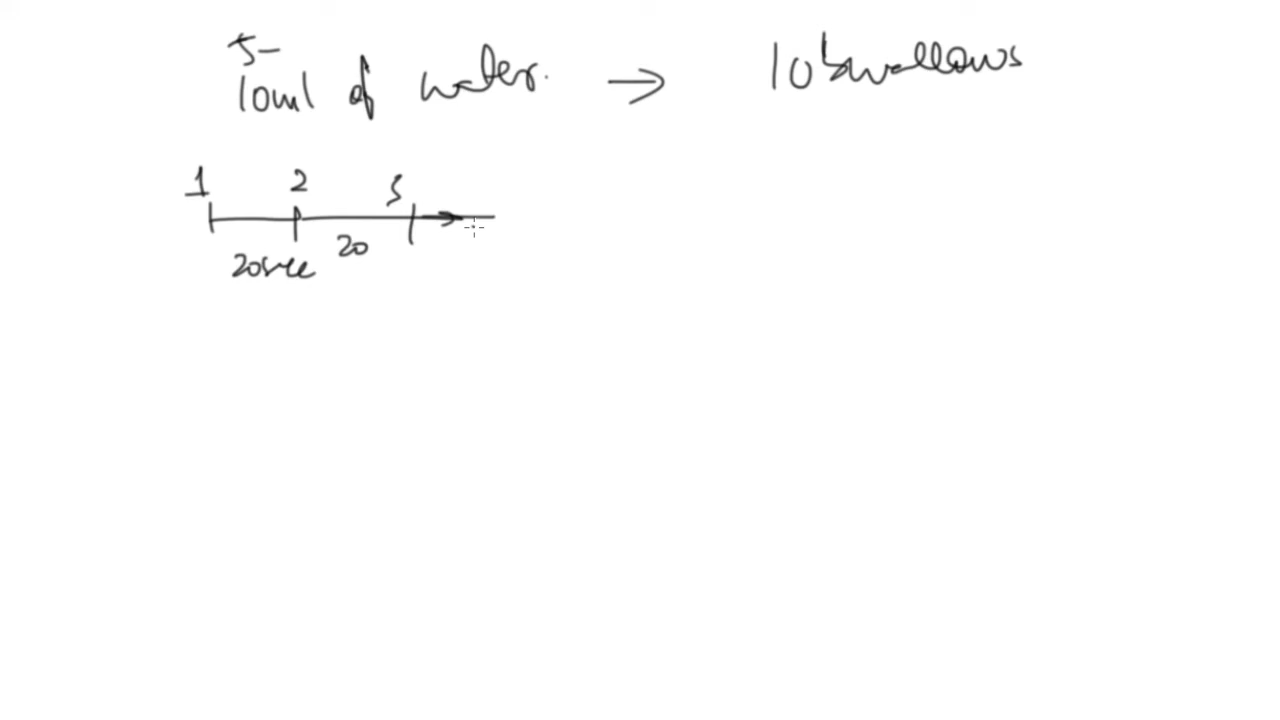 5-
10ml of water. → 10 swallows
1 2 3
20sec 20